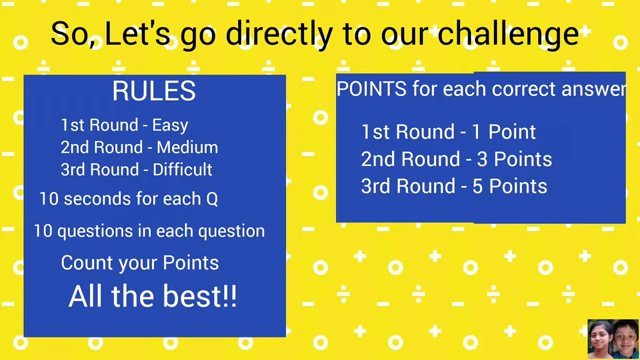 So, Let's go directly to our challenge
RULES
1st Round - Easy
2nd Round - Medium
3rd Round - Difficult
10 seconds for each Q
10 questions in each question
Count your Points
All the best!!
POINTS for each correct answer
1st Round - 1 Point
2nd Round - 3 Points
3rd Round - 5 Points